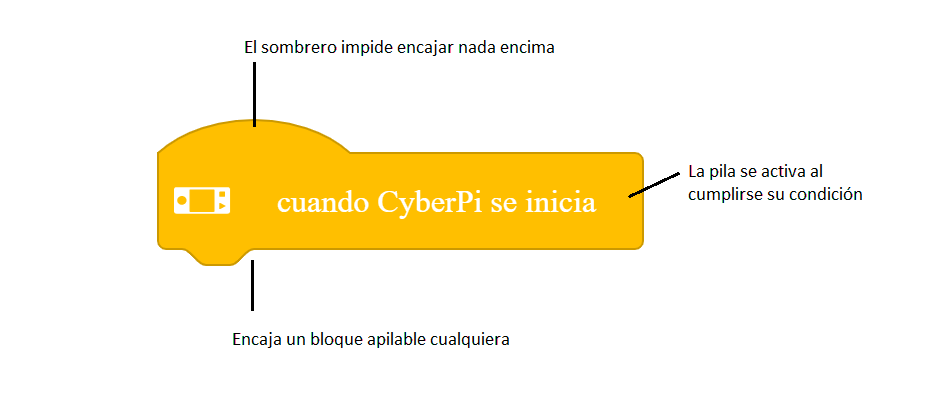 El sombrero impide encajar nada encima
cuando CyberPi se inicia
La pila se activa al
cumplirse su condición
Encaja un bloque apilable cualquiera